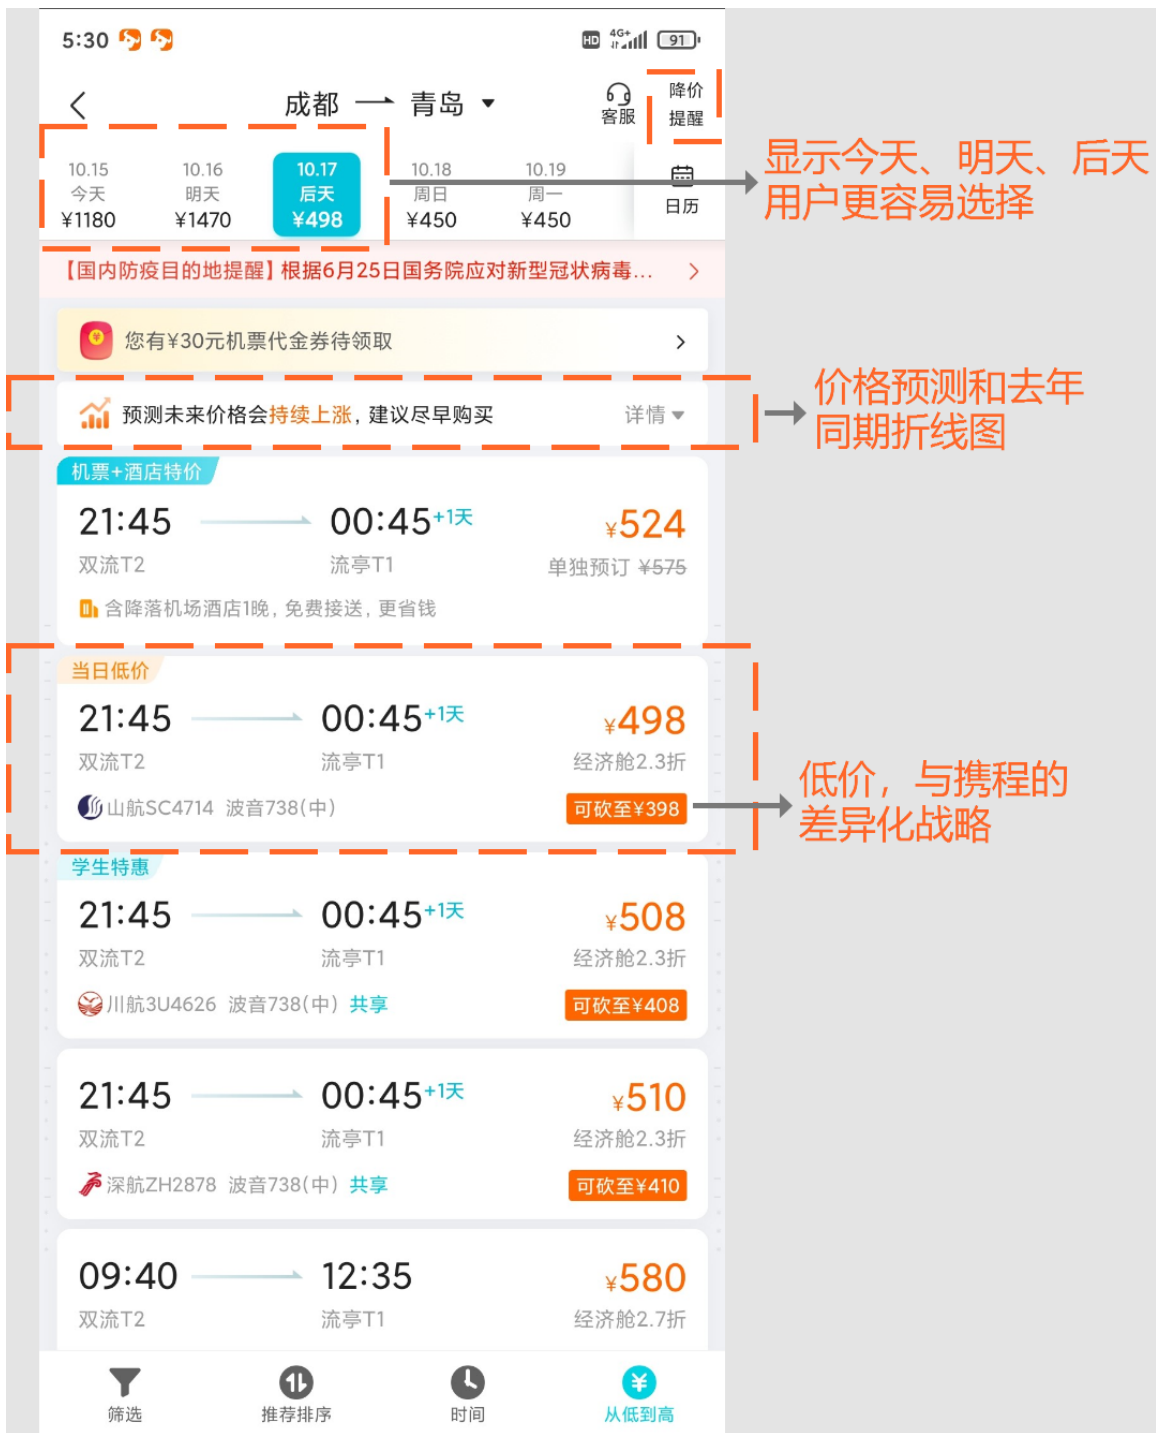 5:30
HD 4G+ 91
成都 青岛
客服
降价
提醒
10.15 10.16 10.17 10.18 10.19
今天 明天 后天 周日 周一
¥1180 ¥1470 ¥498 ¥450 ¥450
日历
显示今天、明天、后天
用户更容易选择
【国内防疫目的地提醒】根据6月25日国务院应对新型冠状病毒...
您有¥30元机票代金券待领取
预测未来价格会持续上涨，建议尽早购买 详情
价格预测和去年
同期折线图
机票+酒店特价
21:45 00:45+1天 ¥524
双流T2 流亭T1 单独预订 ¥575
含降落机场酒店1晚，免费接送，更省钱
当日低价
21:45 00:45+1天 ¥498
双流T2 流亭T1 经济舱2.3折
山航SC4714 波音738(中) 可砍至¥398
低价，与携程的
差异化战略
学生特惠
21:45 00:45+1天 ¥508
双流T2 流亭T1 经济舱2.3折
川航3U4626 波音738(中) 共享 可砍至¥408
21:45 00:45+1天 ¥510
双流T2 流亭T1 经济舱2.3折
深航ZH2878 波音738(中) 共享 可砍至¥410
09:40 12:35 ¥580
双流T2 流亭T1 经济舱2.7折
筛选 推荐排序 时间 从低到高